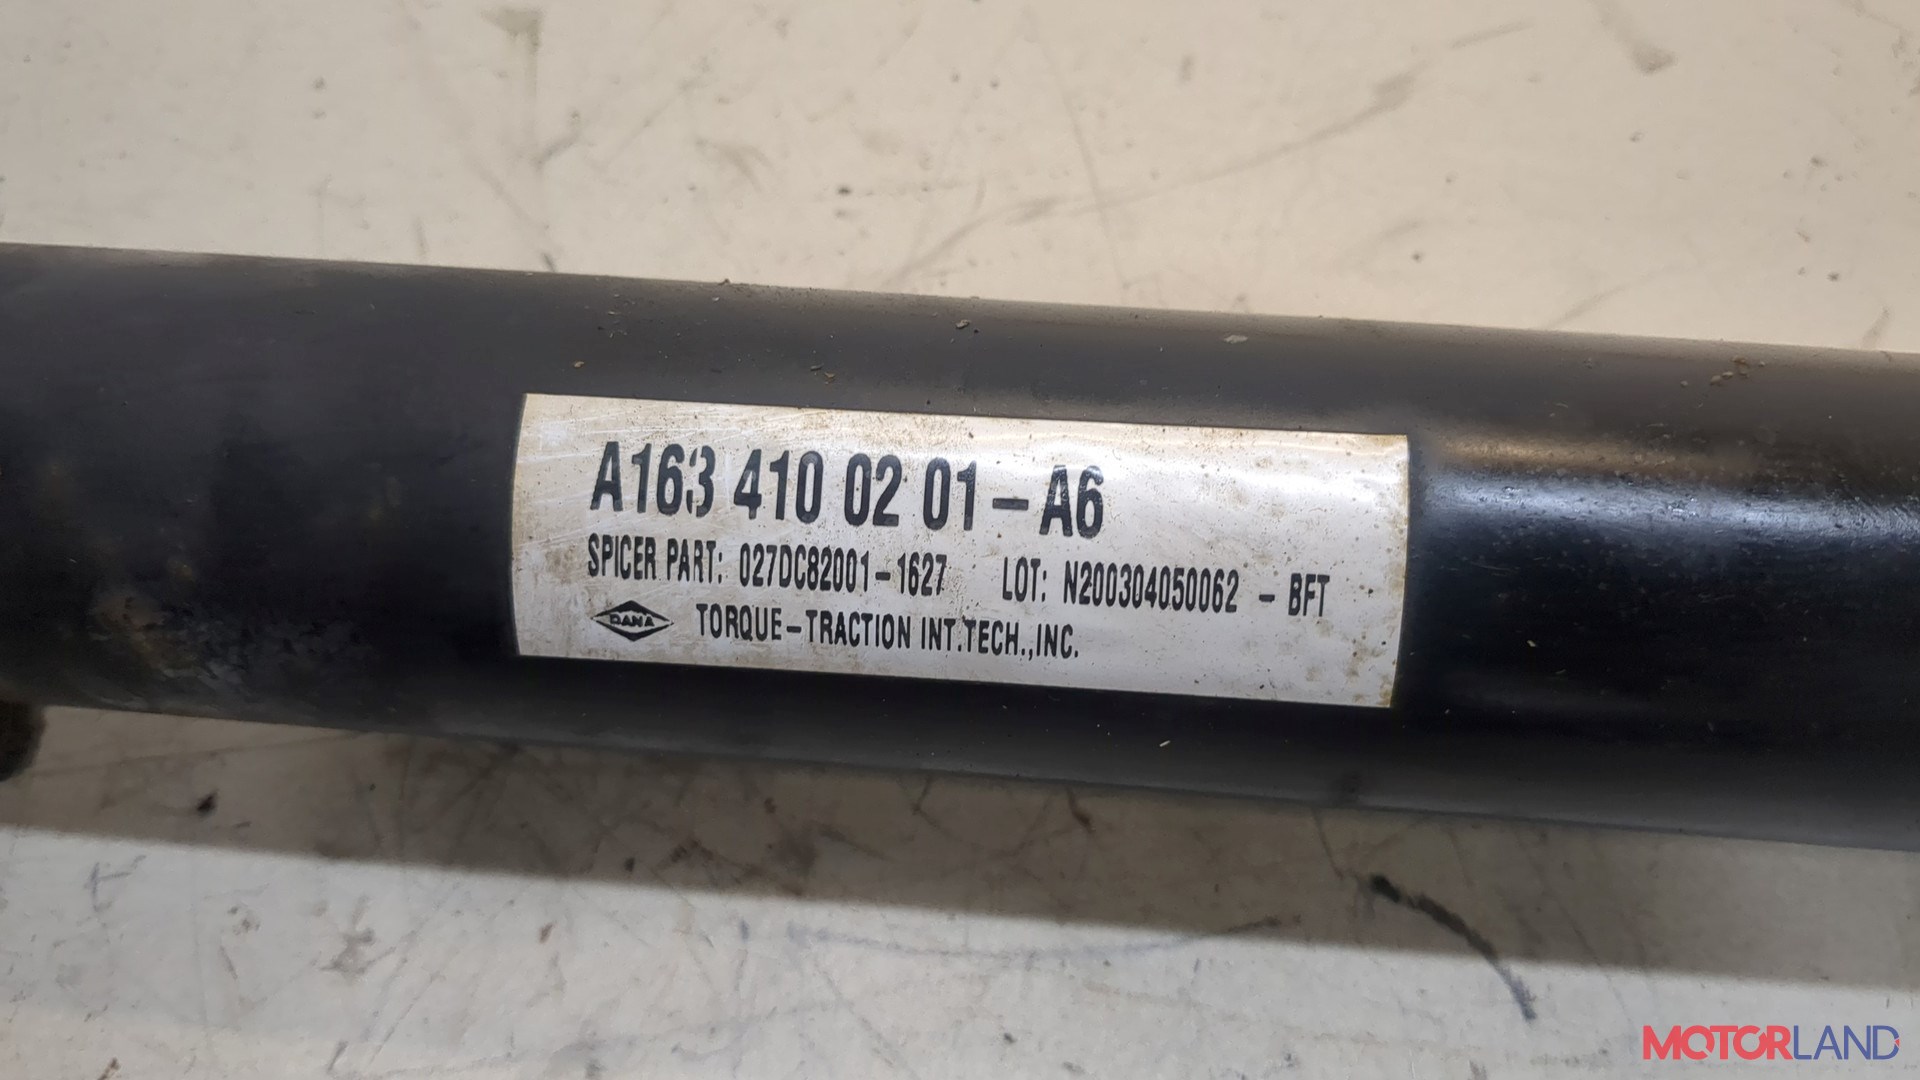 A163 410 02 01-A6
SPICER PART: 027DC82001-1627 LOT: N200304050062 - BFT
DANA TORQUE-TRACTION INT.TECH.,INC.
MOTORLAND